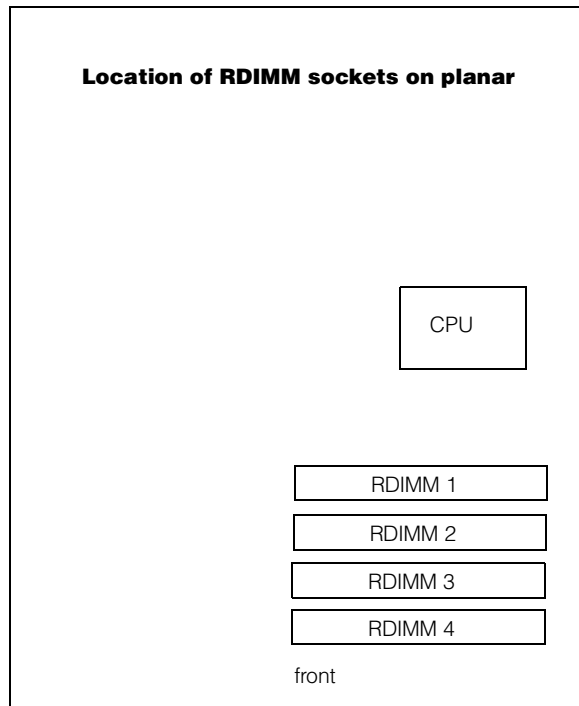 Location of RDIMM sockets on planar
CPU
RDIMM 1
RDIMM 2
RDIMM 3
RDIMM 4
front